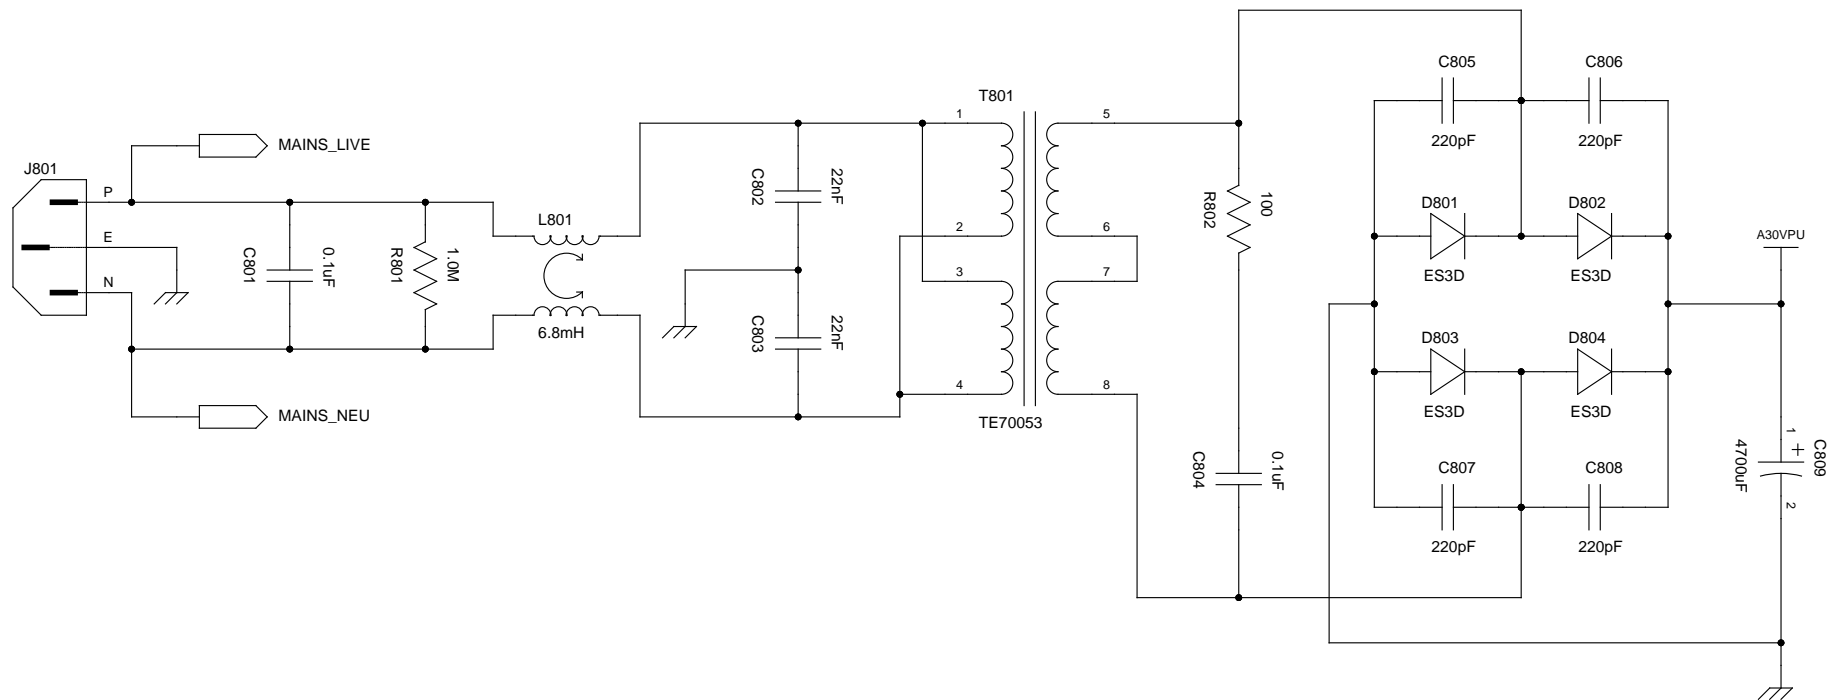 J801
P
E
N
MAINS_LIVE
MAINS_NEU
C801
0.1uF
R801
1.0M
L801
6.8mH
C802
22nF
C803
22nF
T801
1
2
3
4
5
6
7
8
TE70053
R802
100
C804
0.1uF
C805
220pF
C806
220pF
D801
ES3D
D802
ES3D
D803
ES3D
D804
ES3D
C807
220pF
C808
220pF
A30VPU
1
+
2
C809
4700uF